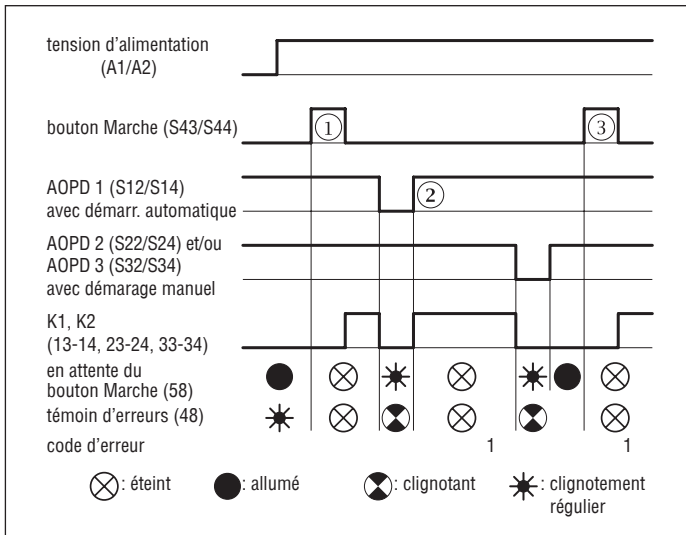 tension d'alimentation
(A1/A2)
bouton Marche (S43/S44)
1
3
AOPD 1 (S12/S14)
avec démarr. automatique
2
AOPD 2 (S22/S24) et/ou
AOPD 3 (S32/S34)
avec démarage manuel
K1, K2
(13-14, 23-24, 33-34)
en attente du
bouton Marche (58)
témoin d'erreurs (48)
code d'erreur 1 1
: éteint : allumé : clignotant : clignotement
régulier